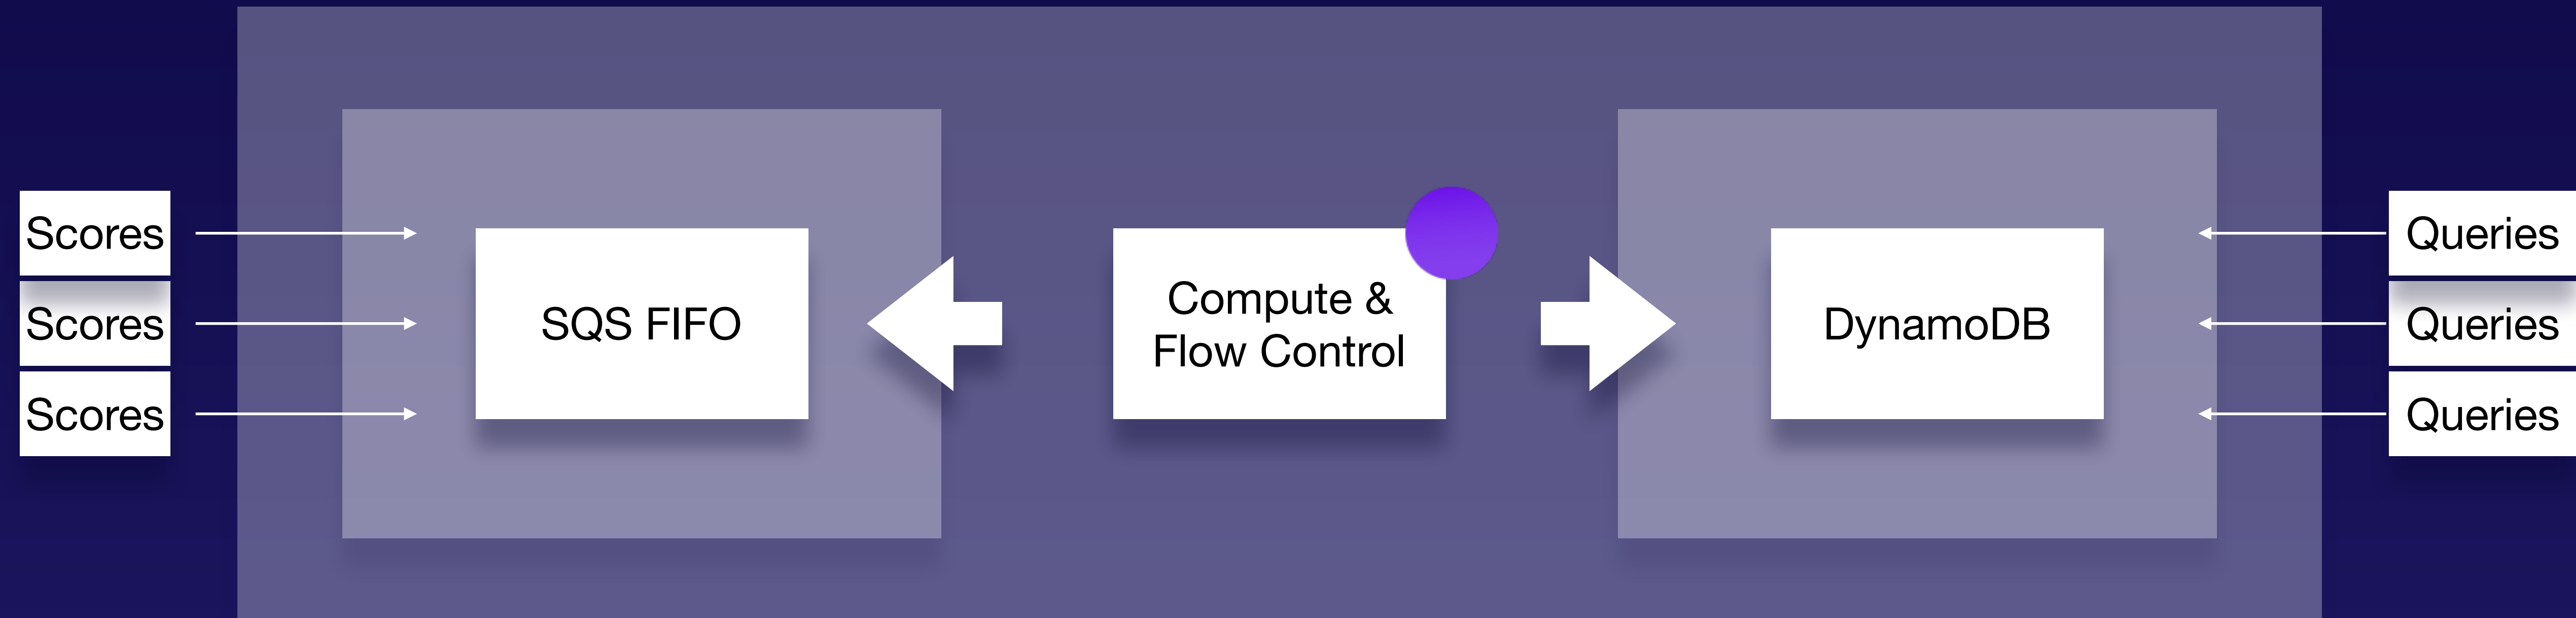 Scores
Scores
Scores
SQS FIFO
Compute &
Flow Control
DynamoDB
Queries
Queries
Queries